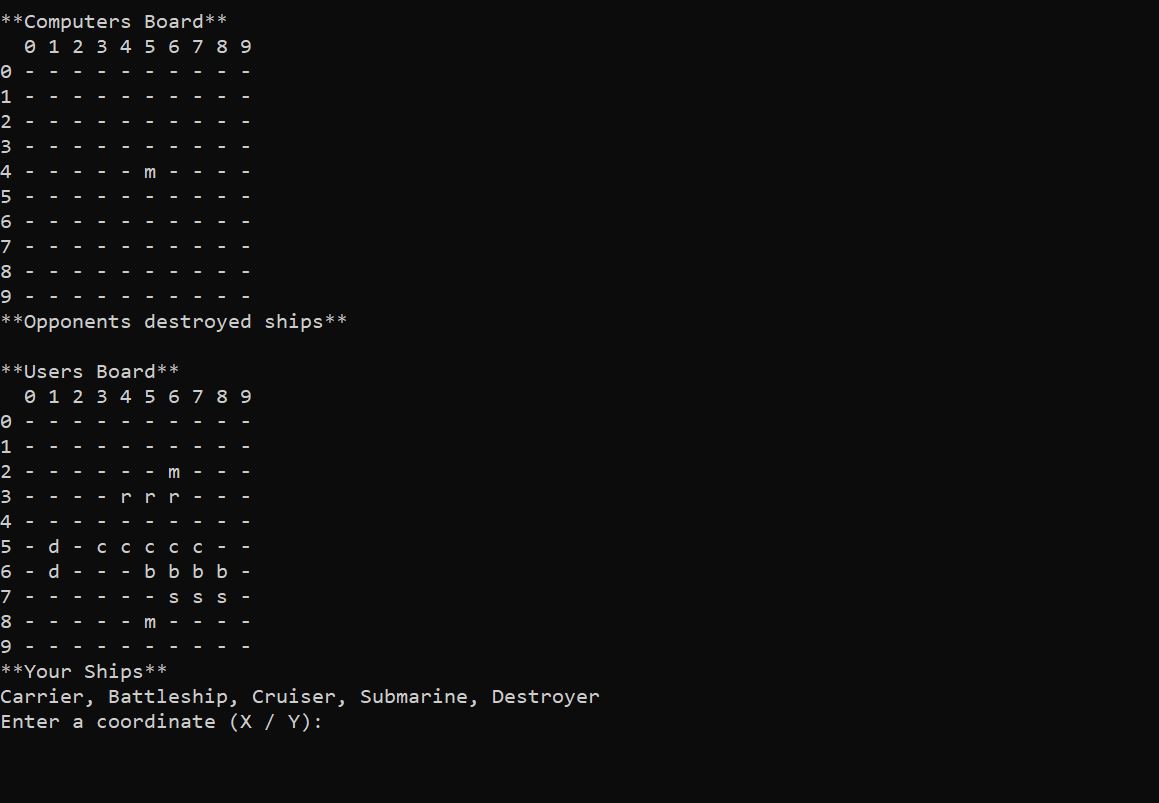 **Computers Board**
  0 1 2 3 4 5 6 7 8 9
0 - - - - - - - - - -
1 - - - - - - - - - -
2 - - - - - - - - - -
3 - - - - - - - - - -
4 - - - - - m - - - -
5 - - - - - - - - - -
6 - - - - - - - - - -
7 - - - - - - - - - -
8 - - - - - - - - - -
9 - - - - - - - - - -
**Opponents destroyed ships**

**Users Board**
  0 1 2 3 4 5 6 7 8 9
0 - - - - - - - - - -
1 - - - - - - - - - -
2 - - - - - - m - - -
3 - - - - r r r - - -
4 - - - - - - - - - -
5 - d - c c c c c - -
6 - d - - - b b b b -
7 - - - - - - s s s -
8 - - - - - m - - - -
9 - - - - - - - - - -
**Your Ships**
Carrier, Battleship, Cruiser, Submarine, Destroyer
Enter a coordinate (X / Y):